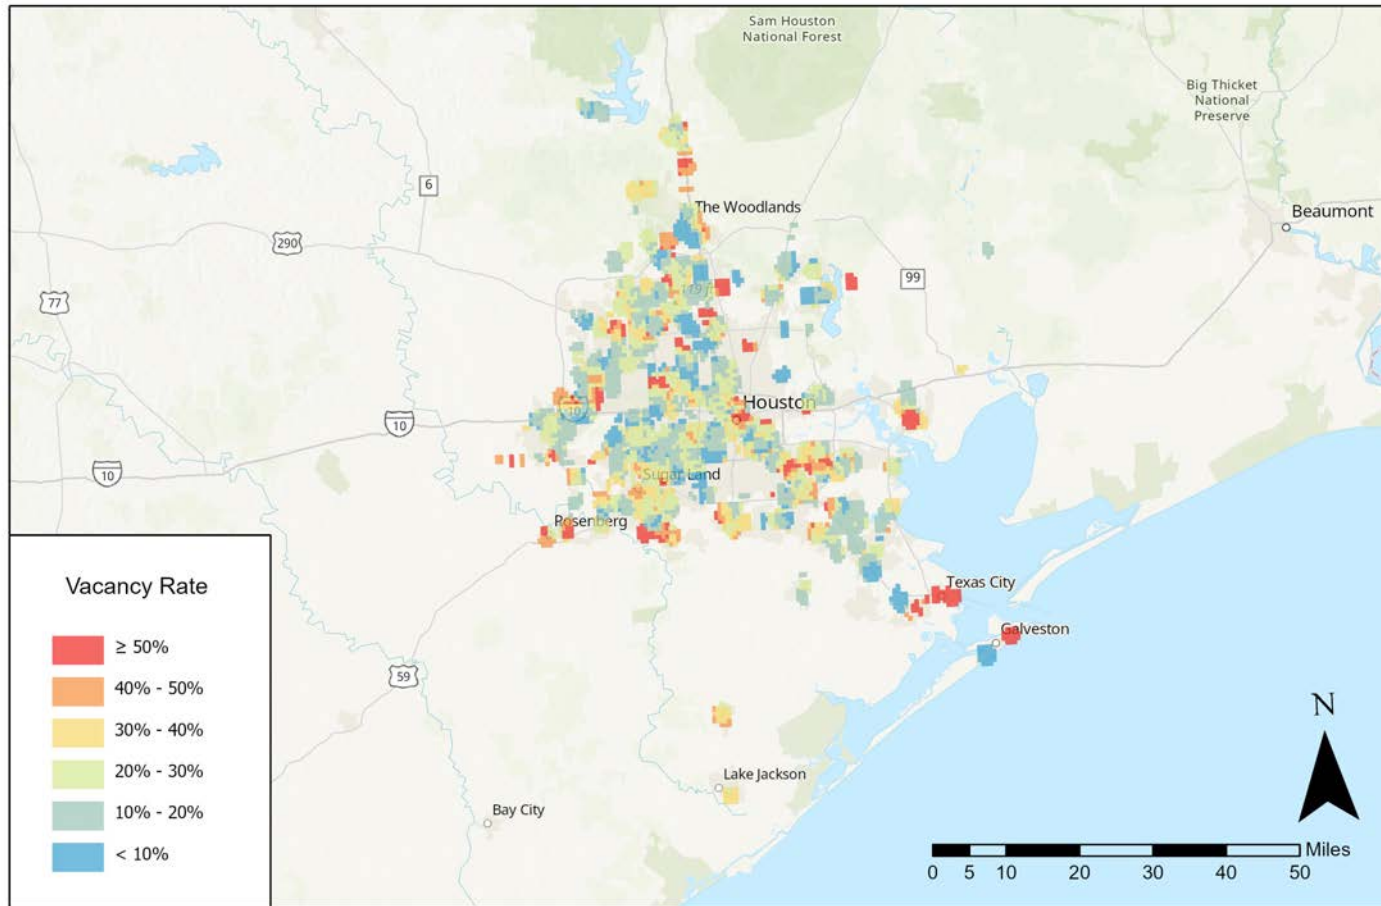 Sam Houston
National Forest
Big Thicket
National
Preserve
6
The Woodlands
Beaumont
290
99
77
119 ft
Houston
10
10
10
Sugar Land
Rosenberg
Vacancy Rate
≥ 50%
40% - 50%
30% - 40%
20% - 30%
10% - 20%
< 10%
Texas City
Galveston
59
Lake Jackson
Bay City
N
Miles
0 5 10 20 30 40 50